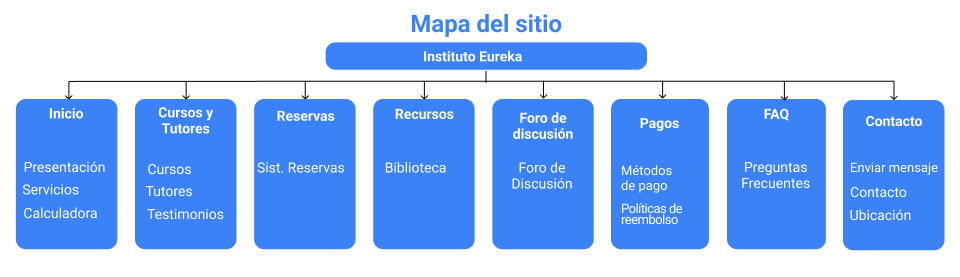 Mapa del sitio
Instituto Eureka
Inicio
Presentación
Servicios
Calculadora
Cursos y
Tutores
Cursos
Tutores
Testimonios
Reservas
Sist. Reservas
Recursos
Biblioteca
Foro de
discusión
Foro de
Discusión
Pagos
Métodos
de pago
Políticas de
reembolso
FAQ
Preguntas
Frecuentes
Contacto
Enviar mensaje
Contacto
Ubicación